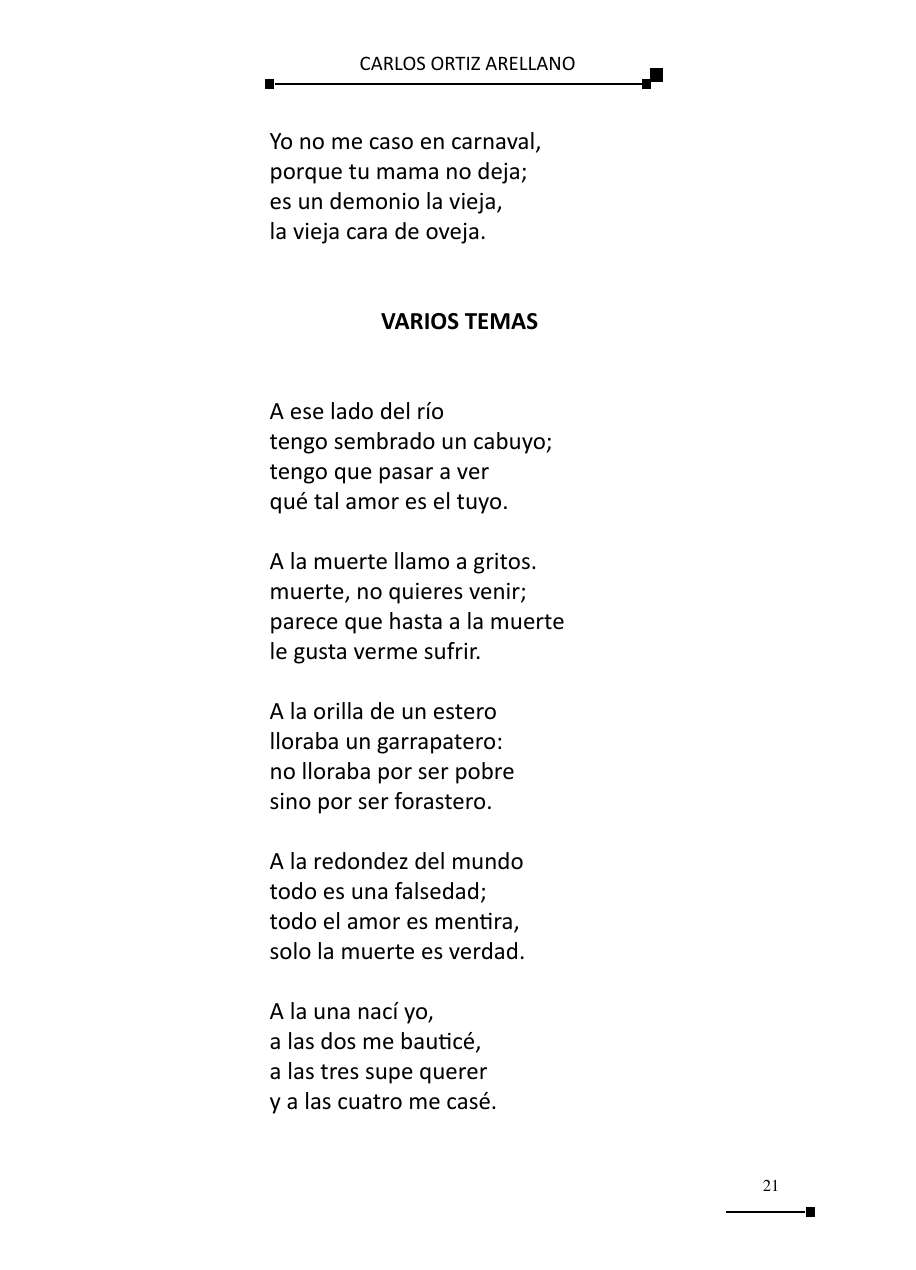 CARLOS ORTIZ ARELLANO
Yo no me caso en carnaval,
porque tu mama no deja;
es un demonio la vieja,
la vieja cara de oveja.
VARIOS TEMAS
A ese lado del río
tengo sembrado un cabuyo;
tengo que pasar a ver
qué tal amor es el tuyo.
A la muerte llamo a gritos.
muerte, no quieres venir;
parece que hasta a la muerte
le gusta verme sufrir.
A la orilla de un estero
lloraba un garrapatero:
no lloraba por ser pobre
sino por ser forastero.
A la redondez del mundo
todo es una falsedad;
todo el amor es mentira,
solo la muerte es verdad.
A la una nací yo,
a las dos me bauticé,
a las tres supe querer
y a las cuatro me casé.
21